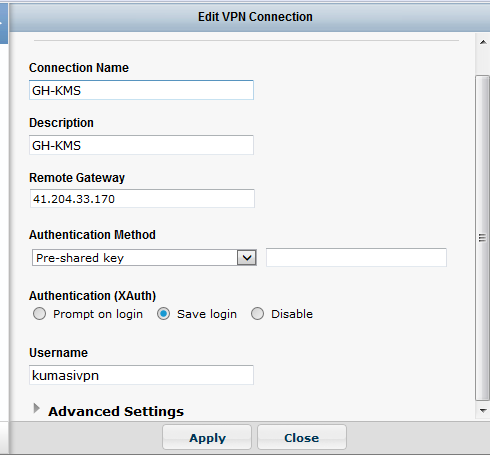 Edit VPN Connection
Connection Name
GH-KMS
Description
GH-KMS
Remote Gateway
41.204.33.170
Authentication Method
Pre-shared key
Authentication (XAuth)
Prompt on login Save login Disable
Username
kumasivpn
Advanced Settings
Apply Close